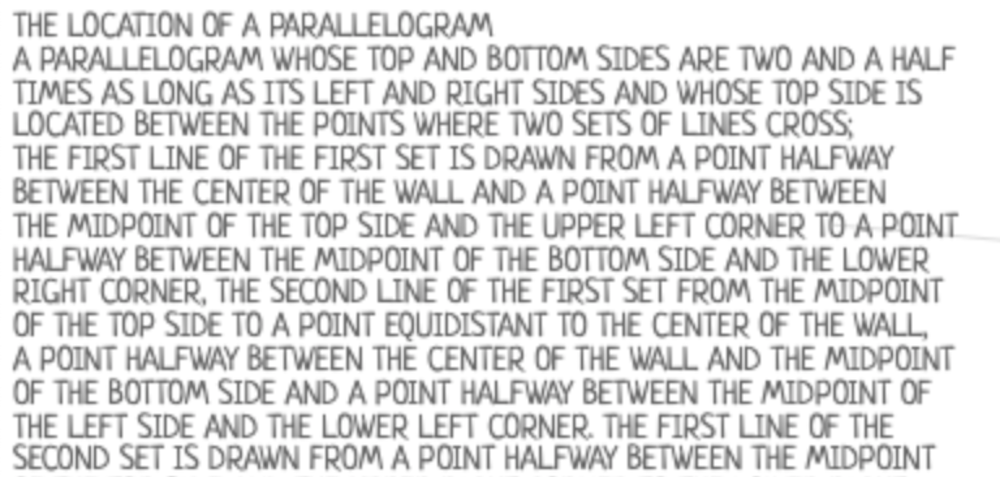 THE LOCATION OF A PARALLELOGRAM
A PARALLELOGRAM WHOSE TOP AND BOTTOM SIDES ARE TWO AND A HALF
TIMES AS LONG AS ITS LEFT AND RIGHT SIDES AND WHOSE TOP SIDE IS
LOCATED BETWEEN THE POINTS WHERE TWO SETS OF LINES CROSS;
THE FIRST LINE OF THE FIRST SET IS DRAWN FROM A POINT HALFWAY
BETWEEN THE CENTER OF THE WALL AND A POINT HALFWAY BETWEEN
THE MIDPOINT OF THE TOP SIDE AND THE UPPER LEFT CORNER TO A POINT
HALFWAY BETWEEN THE MIDPOINT OF THE BOTTOM SIDE AND THE LOWER
RIGHT CORNER, THE SECOND LINE OF THE FIRST SET FROM THE MIDPOINT
OF THE TOP SIDE TO A POINT EQUIDISTANT TO THE CENTER OF THE WALL,
A POINT HALFWAY BETWEEN THE CENTER OF THE WALL AND THE MIDPOINT
OF THE BOTTOM SIDE AND A POINT HALFWAY BETWEEN THE MIDPOINT OF
THE LEFT SIDE AND THE LOWER LEFT CORNER. THE FIRST LINE OF THE
SECOND SET IS DRAWN FROM A POINT HALFWAY BETWEEN THE MIDPOINT